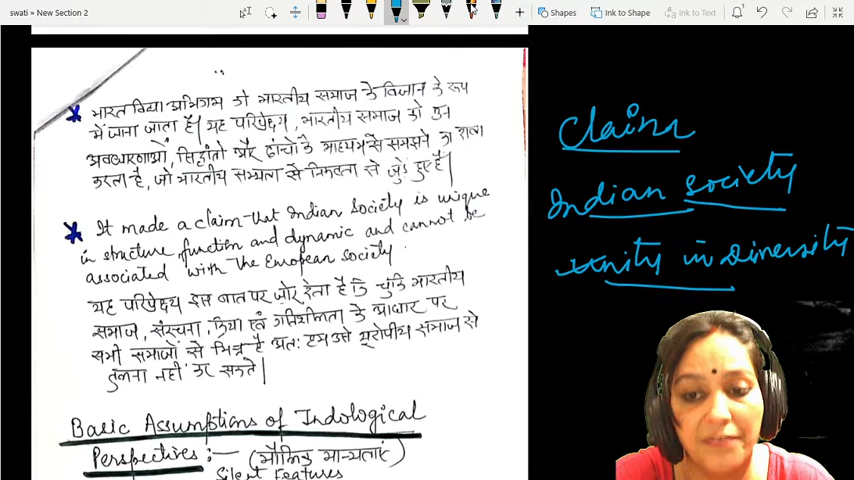 swati » New Section 2
Shapes
Ink to Shape
Ink to Text
भारत विद्या अभिगम को भारतीय समाज के विज्ञान के रूप
में जाना जाता है। यह परिप्रेक्ष्य, भारतीय समाज को उन
अवधारणाओं, सिद्धांतों और ढांचों के माध्यम से समझने का दावा
करता है, जो भारतीय सभ्यता से निकटता से जुड़े हुए हैं।
It made a claim that Indian Society is unique
in structure, function and dynamic and cannot be
associated with the European society.
यह परिप्रेक्ष्य इस बात पर ज़ोर देता है कि चूंकि भारतीय
समाज, संरचना, क्रिया एवं गतिशीलता के आधार पर
सभी समाजों से भिन्न है अत: हम उसे यूरोपीय समाज से
तुलना नहीं कर सकते।
Basic Assumptions of Indological
Perspectives :— (मौलिक मान्यताएं)
Silent Features
Claims
Indian Society
Unity in Diversity